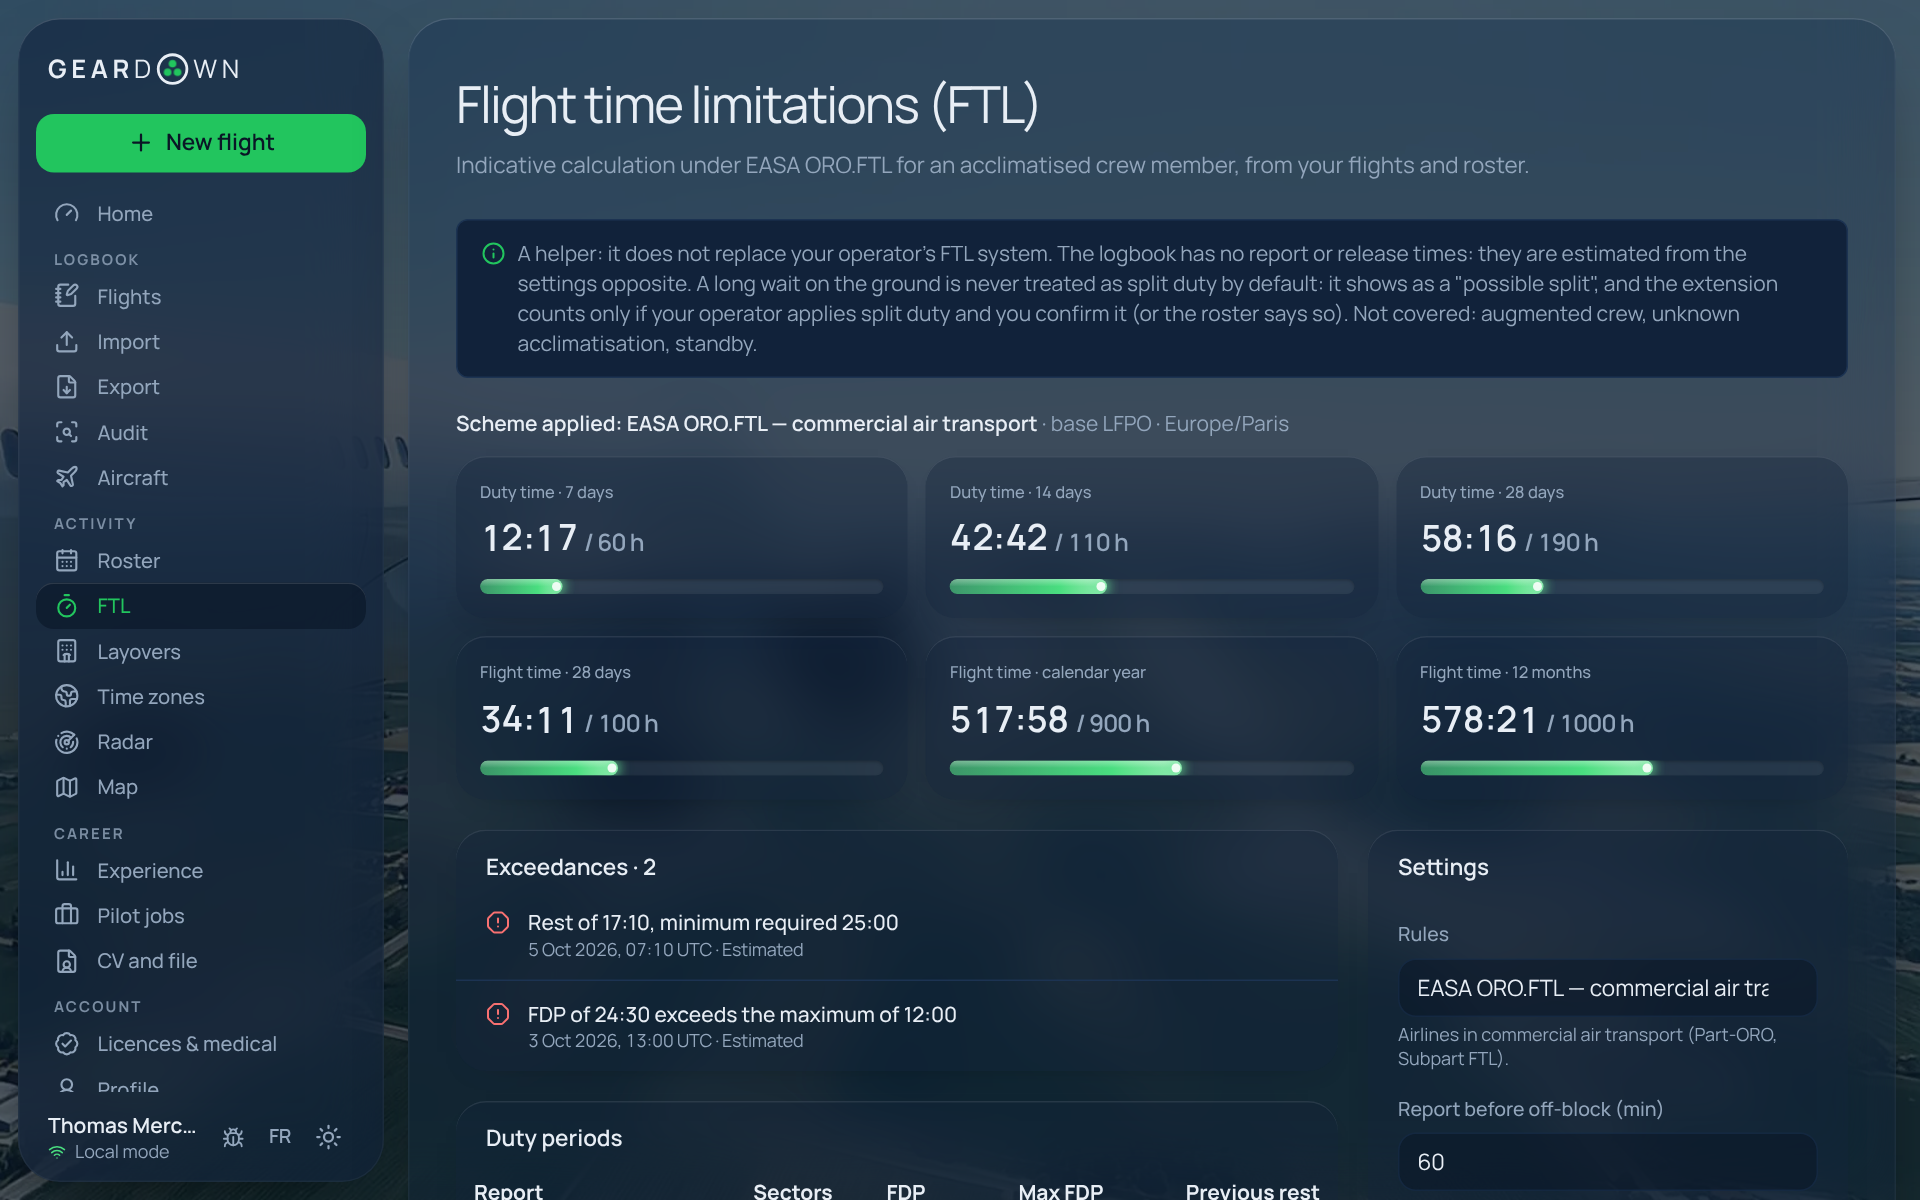 GEARDOWN
New flight
Home
LOGBOOK
Flights
Import
Export
Audit
Aircraft
ACTIVITY
Roster
FTL
Layovers
Time zones
Radar
Map
CAREER
Experience
Pilot jobs
CV and file
ACCOUNT
Licences & medical
Profile
Thomas Merc...
Local mode
FR
Flight time limitations (FTL)
Indicative calculation under EASA ORO.FTL for an acclimatised crew member, from your flights and roster.
A helper: it does not replace your operator's FTL system. The logbook has no report or release times: they are estimated from the
settings opposite. A long wait on the ground is never treated as split duty by default: it shows as a "possible split", and the extension
counts only if your operator applies split duty and you confirm it (or the roster says so). Not covered: augmented crew, unknown
acclimatisation, standby.
Scheme applied: EASA ORO.FTL — commercial air transport · base LFPO · Europe/Paris
Duty time · 7 days
12:17 / 60 h
Duty time · 14 days
42:42 / 110 h
Duty time · 28 days
58:16 / 190 h
Flight time · 28 days
34:11 / 100 h
Flight time · calendar year
517:58 / 900 h
Flight time · 12 months
578:21 / 1000 h
Exceedances · 2
Rest of 17:10, minimum required 25:00
5 Oct 2026, 07:10 UTC · Estimated
FDP of 24:30 exceeds the maximum of 12:00
3 Oct 2026, 13:00 UTC · Estimated
Duty periods
Report Sectors FDP Max FDP Previous rest
Settings
Rules
EASA ORO.FTL — commercial air tra
Airlines in commercial air transport (Part-ORO,
Subpart FTL).
Report before off-block (min)
60